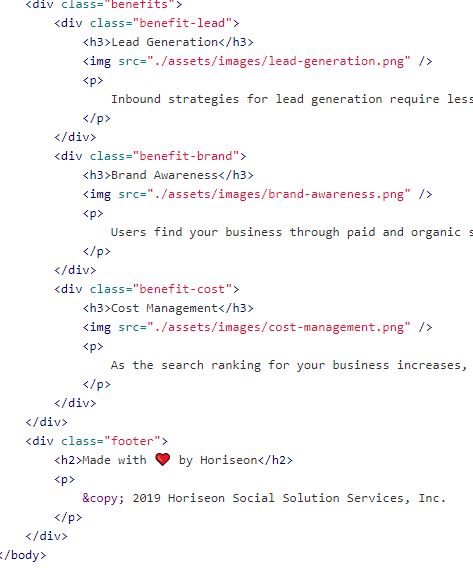 <div class="benefits">
<div class="benefit-lead">
<h3>Lead Generation</h3>
<img src="./assets/images/lead-generation.png" />
<p>
Inbound strategies for lead generation require less
</p>
</div>
<div class="benefit-brand">
<h3>Brand Awareness</h3>
<img src="./assets/images/brand-awareness.png" />
<p>
Users find your business through paid and organic s
</p>
</div>
<div class="benefit-cost">
<h3>Cost Management</h3>
<img src="./assets/images/cost-management.png" />
<p>
As the search ranking for your business increases,
</p>
</div>
</div>
<div class="footer">
<h2>Made with ❤️ by Horiseon</h2>
<p>
&copy; 2019 Horiseon Social Solution Services, Inc.
</p>
</div>
</body>